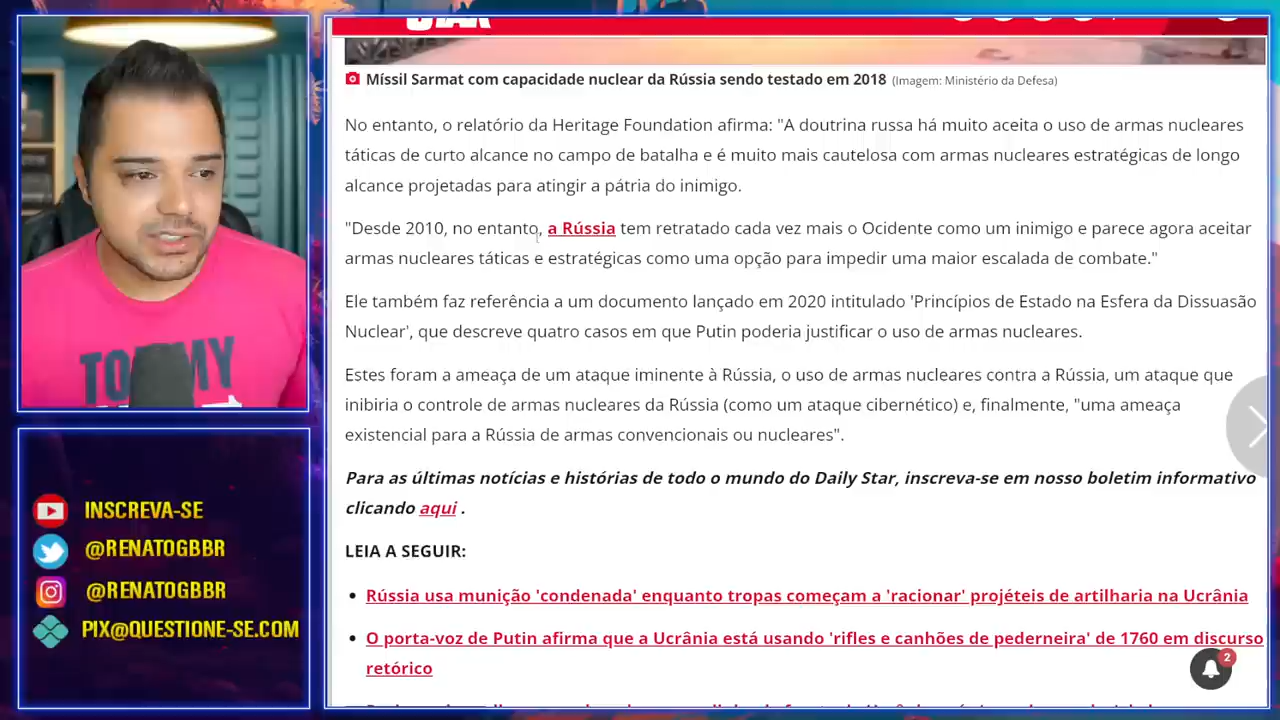 STAR
Míssil Sarmat com capacidade nuclear da Rússia sendo testado em 2018 (Imagem: Ministério da Defesa)
No entanto, o relatório da Heritage Foundation afirma: "A doutrina russa há muito aceita o uso de armas nucleares
táticas de curto alcance no campo de batalha e é muito mais cautelosa com armas nucleares estratégicas de longo
alcance projetadas para atingir a pátria do inimigo.
"Desde 2010, no entanto, a Rússia tem retratado cada vez mais o Ocidente como um inimigo e parece agora aceitar
armas nucleares táticas e estratégicas como uma opção para impedir uma maior escalada de combate."
Ele também faz referência a um documento lançado em 2020 intitulado 'Princípios de Estado na Esfera da Dissuasão
Nuclear', que descreve quatro casos em que Putin poderia justificar o uso de armas nucleares.
Estes foram a ameaça de um ataque iminente à Rússia, o uso de armas nucleares contra a Rússia, um ataque que
inibiria o controle de armas nucleares da Rússia (como um ataque cibernético) e, finalmente, "uma ameaça
existencial para a Rússia de armas convencionais ou nucleares".
Para as últimas notícias e histórias de todo o mundo do Daily Star, inscreva-se em nosso boletim informativo
clicando aqui .
LEIA A SEGUIR:
Rússia usa munição 'condenada' enquanto tropas começam a 'racionar' projéteis de artilharia na Ucrânia
O porta-voz de Putin afirma que a Ucrânia está usando 'rifles e canhões de pederneira' de 1760 em discurso
retórico
2
TOMMY
INSCREVA-SE
@RENATOGBBR
@RENATOGBBR
PIX@QUESTIONE-SE.COM